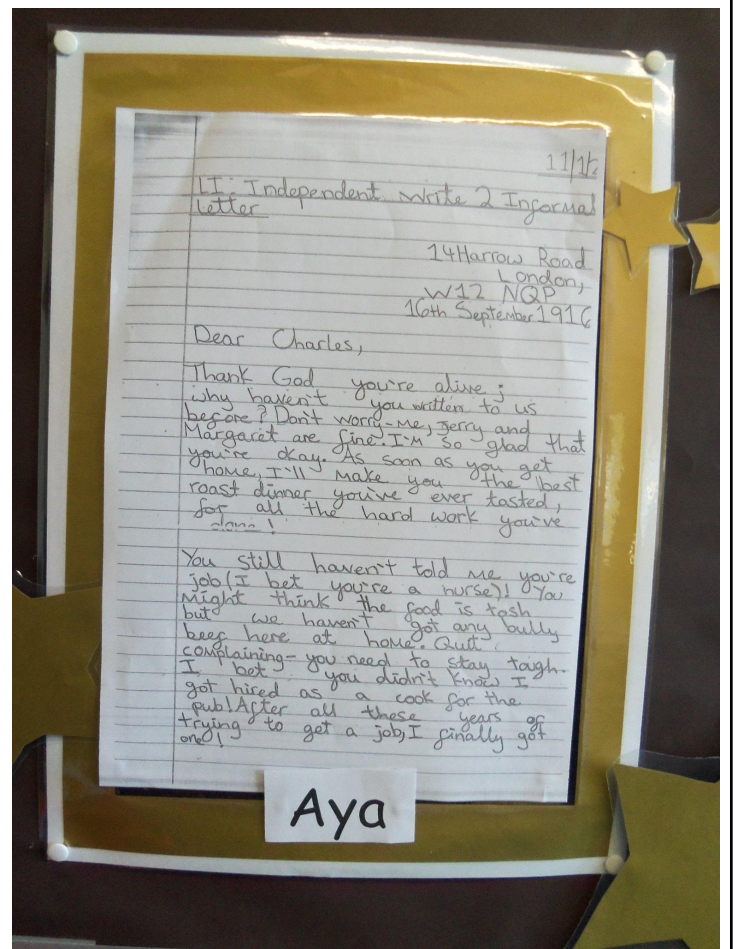 11/1/2
LI: Independent Write 2 Informal
Letter
14 Harrow Road
London,
W12 NQP
16th September 1916
Dear Charles,
Thank God you're alive;
why haven't you written to us
before? Don't worry-me, Jerry and
Margaret are fine. I'm so glad that
you're okay. As soon as you get
home, I'll make you the best
roast dinner you've ever tasted,
for all the hard work you've
done!
You still haven't told me you're
job (I bet you're a nurse)! You
might think the food is tosh
but we haven't got any bully
beef here at home. Quit
complaining- you need to stay tough.
I bet you didn't know I
got hired as a cook for the
pub! After all these years of
trying to get a job, I finally got
one!
Aya